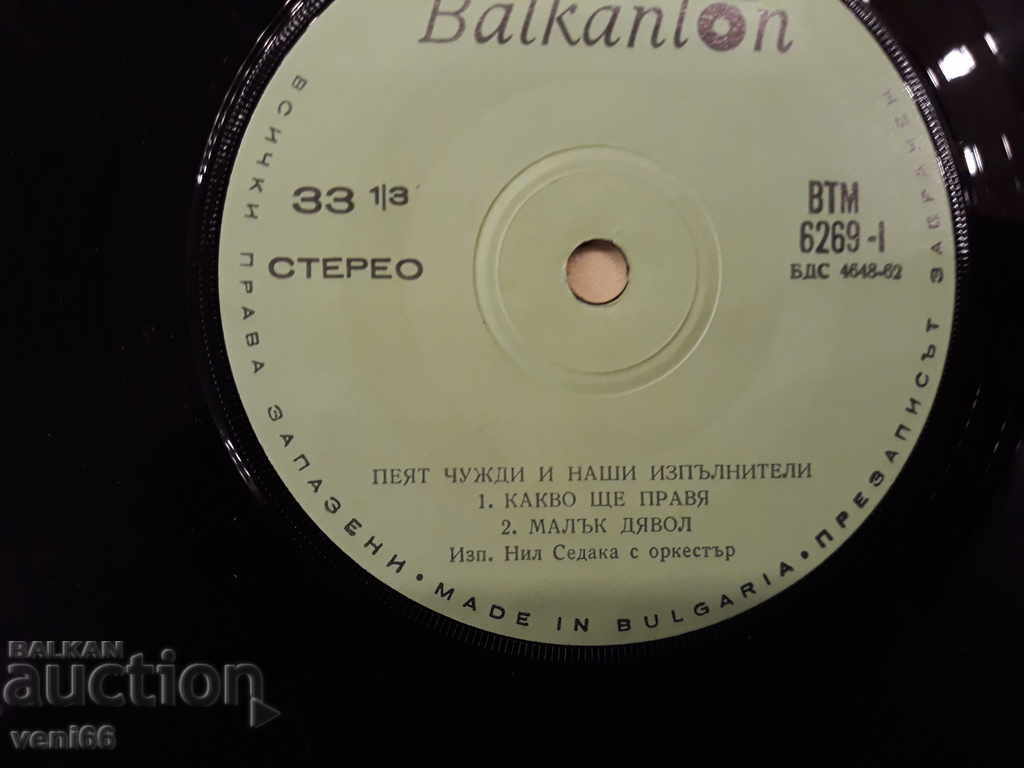 Balkanton
ВСИЧКИ ПРАВА ЗАПАЗЕНИ • MADE IN BULGARIA • ПРЕЗАПИСЪТ ЗАБРАНЕН
33 1/3
СТЕРЕО
ВТМ
6269-I
БДС 4648-62
ПЕЯТ ЧУЖДИ И НАШИ ИЗПЪЛНИТЕЛИ
1. КАКВО ЩЕ ПРАВЯ
2. МАЛЪК ДЯВОЛ
Изп. Нил Седака с оркестър
BALKAN
auction
veni66